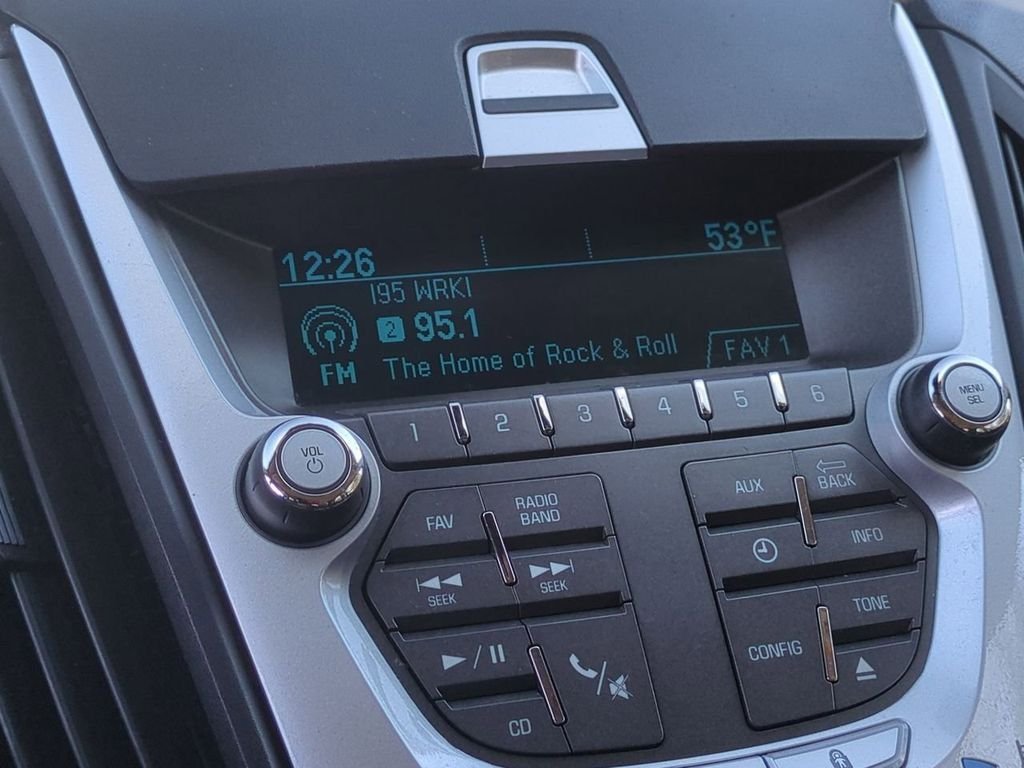 12:26 53°F
I95 WRKI
2 95.1
FM The Home of Rock & Roll FAV 1
1 2 3 4 5 6
VOL
MENU
SEL
FAV RADIO BAND
AUX BACK
SEEK SEEK
INFO
TONE
CONFIG
CD